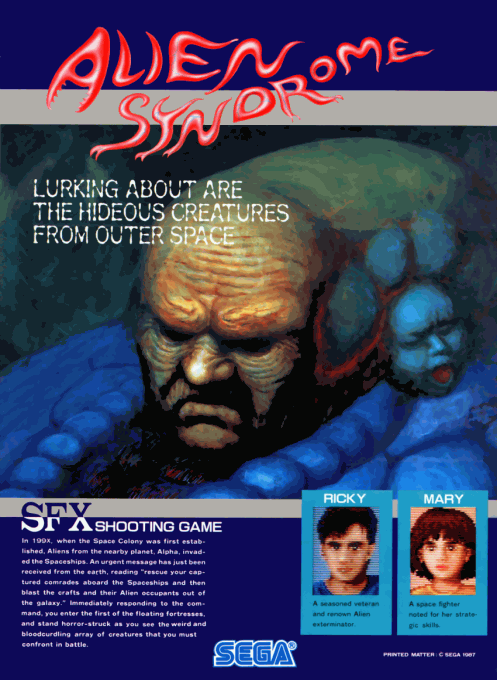 ALIEN
SYNDROME
LURKING ABOUT ARE
THE HIDEOUS CREATURES
FROM OUTER SPACE
SFX SHOOTING GAME
In 199X, when the Space Colony was first estab-
lished, Aliens from the nearby planet, Alpha, invad-
ed the Spaceships. An urgent message has just been
received from the earth, reading "rescue your cap-
tured comrades aboard the Spaceships and then
blast the crafts and their Alien occupants out of
the galaxy." Immediately responding to the com-
mand, you enter the first of the floating fortresses,
and stand horror-struck as you see the weird and
bloodcurdling array of creatures that you must
confront in battle.
RICKY
A seasoned veteran
and renown Alien
exterminator.
MARY
A space fighter
noted for her strate-
gic skills.
SEGA®
PRINTED MATTER: © SEGA 1987